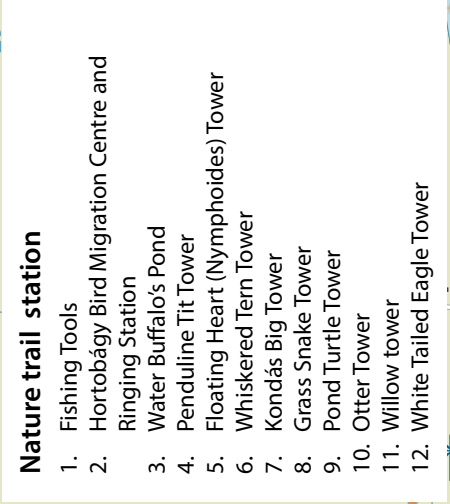 Nature trail station
1. Fishing Tools
2. Hortobágy Bird Migration Centre and
Ringing Station
3. Water Buffalo's Pond
4. Penduline Tit Tower
5. Floating Heart (Nymphoides) Tower
6. Whiskered Tern Tower
7. Kondás Big Tower
8. Grass Snake Tower
9. Pond Turtle Tower
10. Otter Tower
11. Willow tower
12. White Tailed Eagle Tower